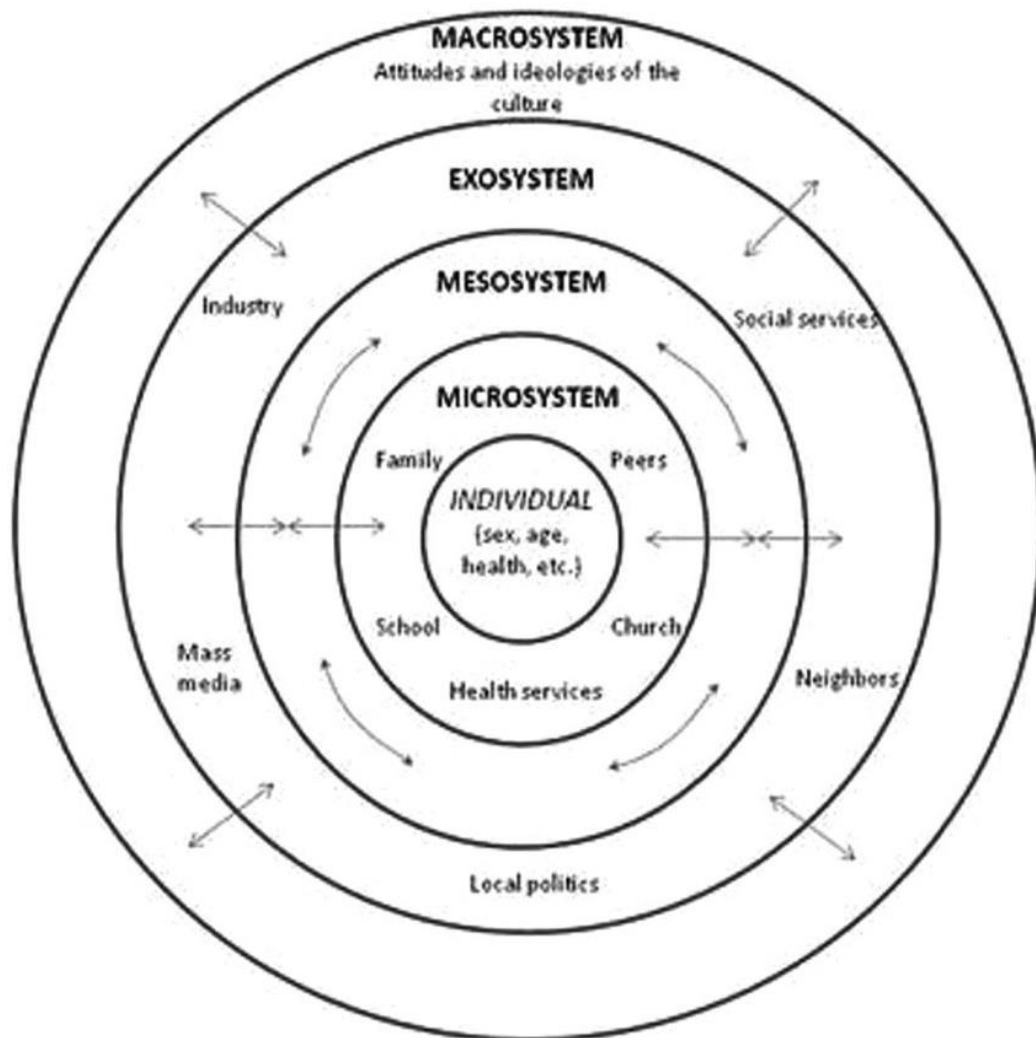 MACROSYSTEM
Attitudes and ideologies of the
culture
EXOSYSTEM
MESOSYSTEM
Industry
Social services
MICROSYSTEM
Family
Peers
INDIVIDUAL
{sex, age,
health, etc.}
School
Church
Mass
media
Health services
Neighbors
Local politics